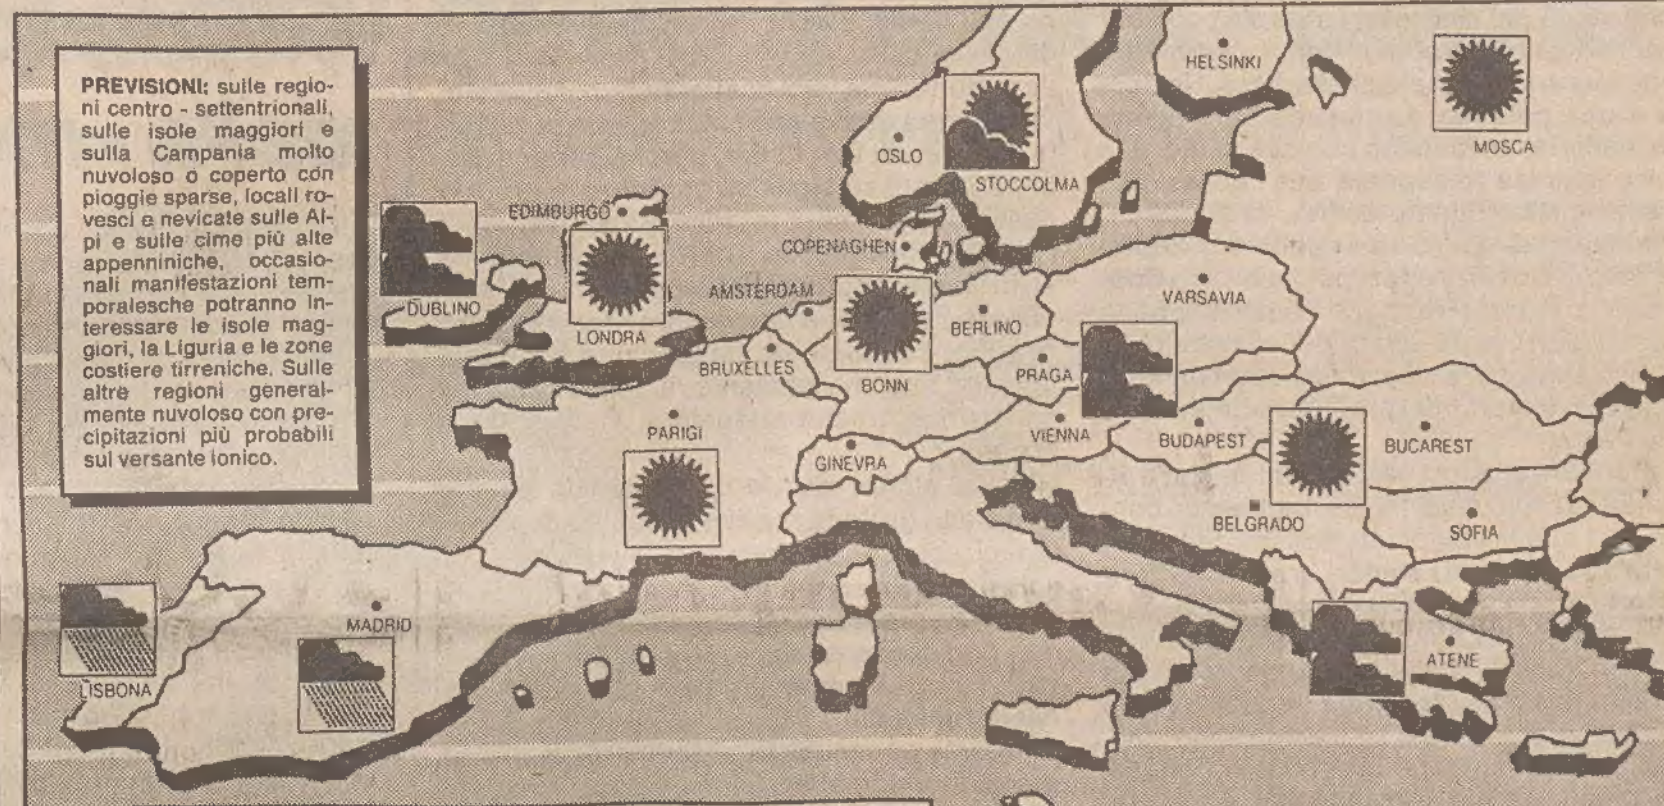 PREVISIONI: sulle regio-
ni centro - settentrionali,
sulle isole maggiori e
sulla Campania molto
nuvoloso o coperto con
pioggie sparse, locali ro-
vesci e nevicate sulle Al-
pi e sulle cime più alte
appenniniche, occasio-
nali manifestazioni tem-
poralesche potranno in-
teressare le isole mag-
giori, la Liguria e le zone
costiere tirreniche. Sulle
altre regioni general-
mente nuvoloso con pre-
cipitazioni più probabili
sul versante ionico.
HELSINKI
MOSCA
OSLO
STOCCOLMA
EDIMBURGO
COPENAGHEN
DUBLINO
AMSTERDAM
VARSAVIA
LONDRA
BERLINO
BRUXELLES
BONN
PRAGA
PARIGI
GINEVRA
VIENNA
BUDAPEST
BUCAREST
BELGRADO
SOFIA
MADRID
LISBONA
ATENE